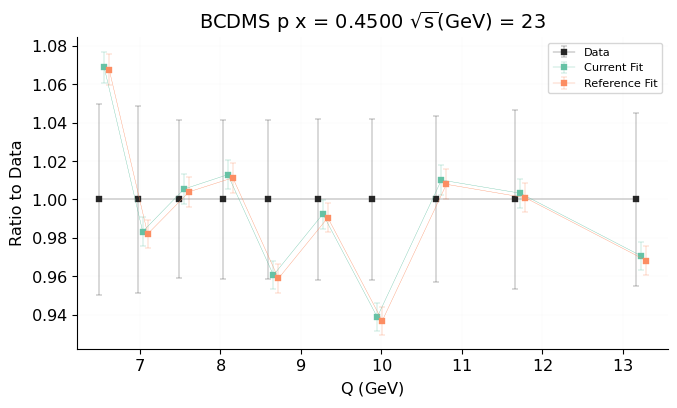 BCDMS p x = 0.4500 √s(GeV) = 23
Data
Current Fit
Reference Fit
1.08
1.06
1.04
1.02
1.00
0.98
0.96
0.94
Ratio to Data
7 8 9 10 11 12 13
Q (GeV)